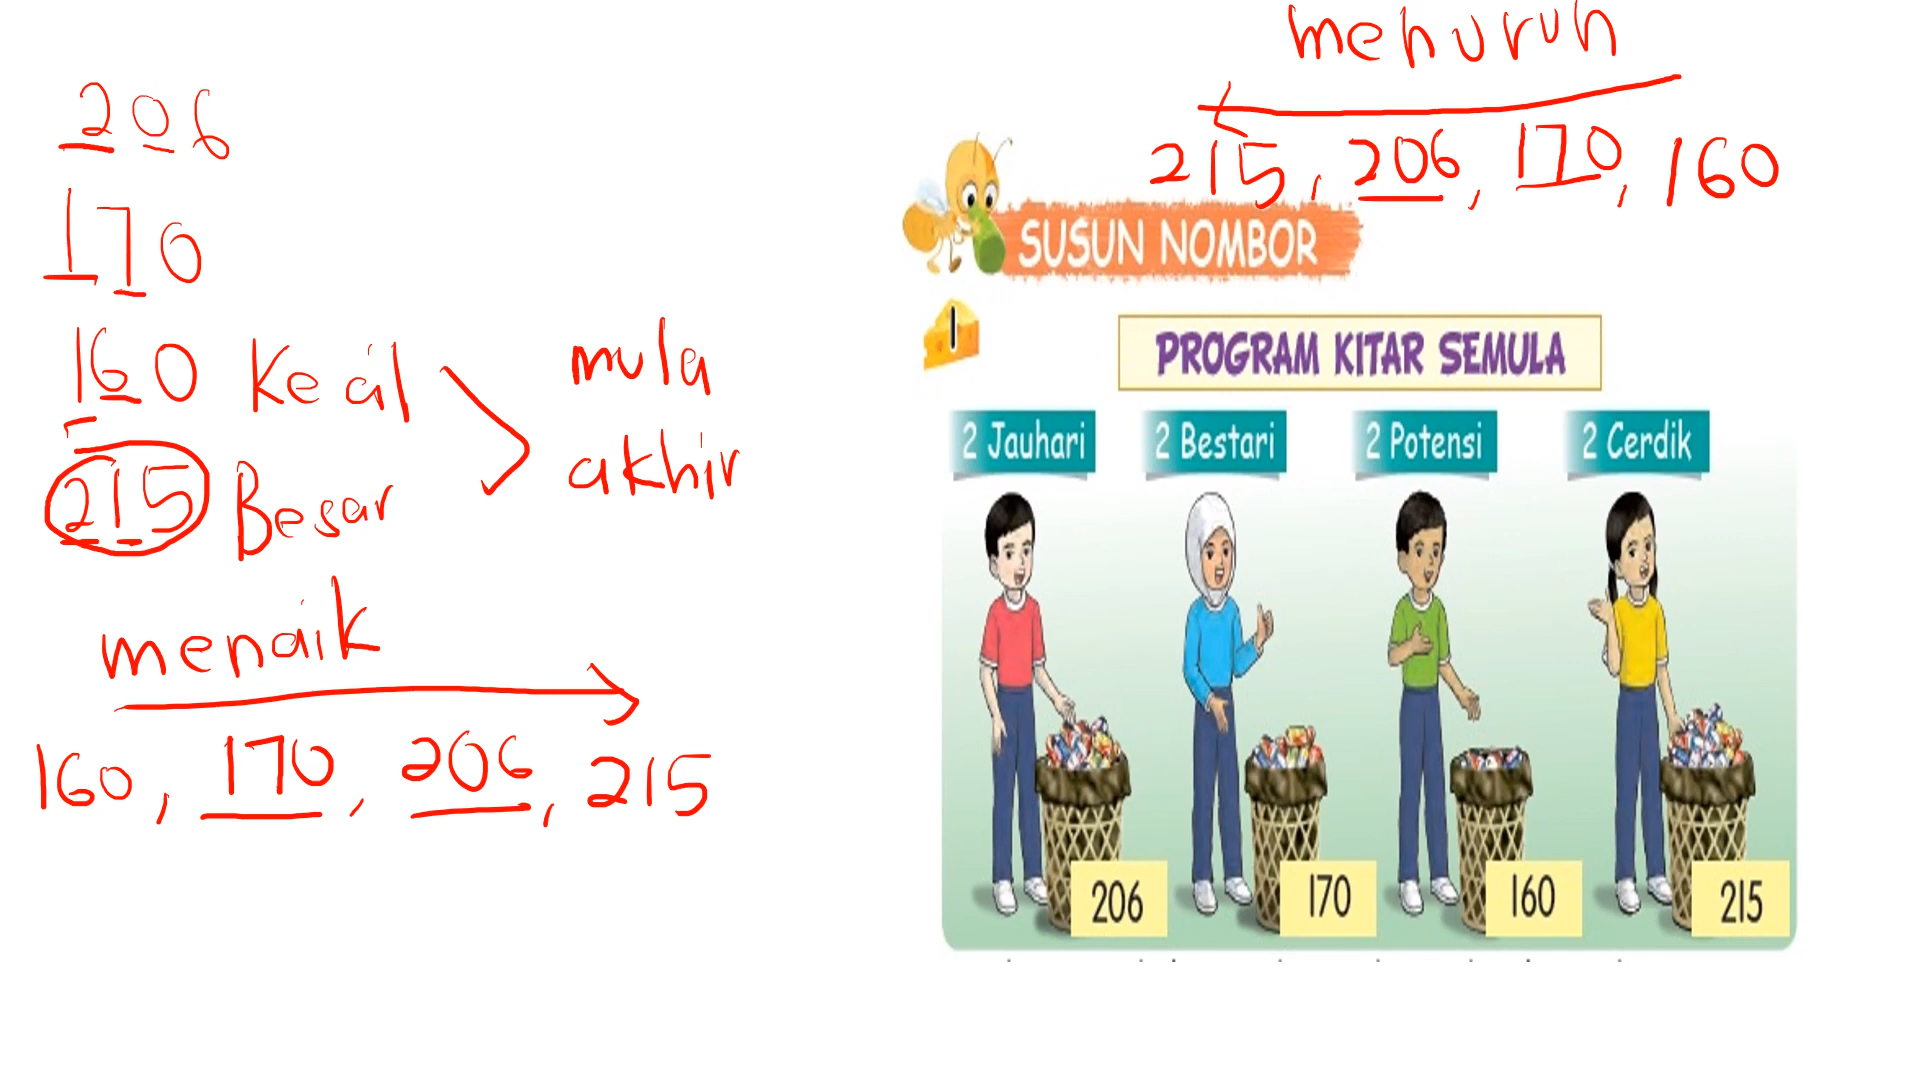 206
170
160 Kecil
215 Besar
mula
akhir
menaik
160, 170, 206, 215
menurun
215, 206, 170, 160
SUSUN NOMBOR
1
PROGRAM KITAR SEMULA
2 Jauhari 2 Bestari 2 Potensi 2 Cerdik
206 170 160 215